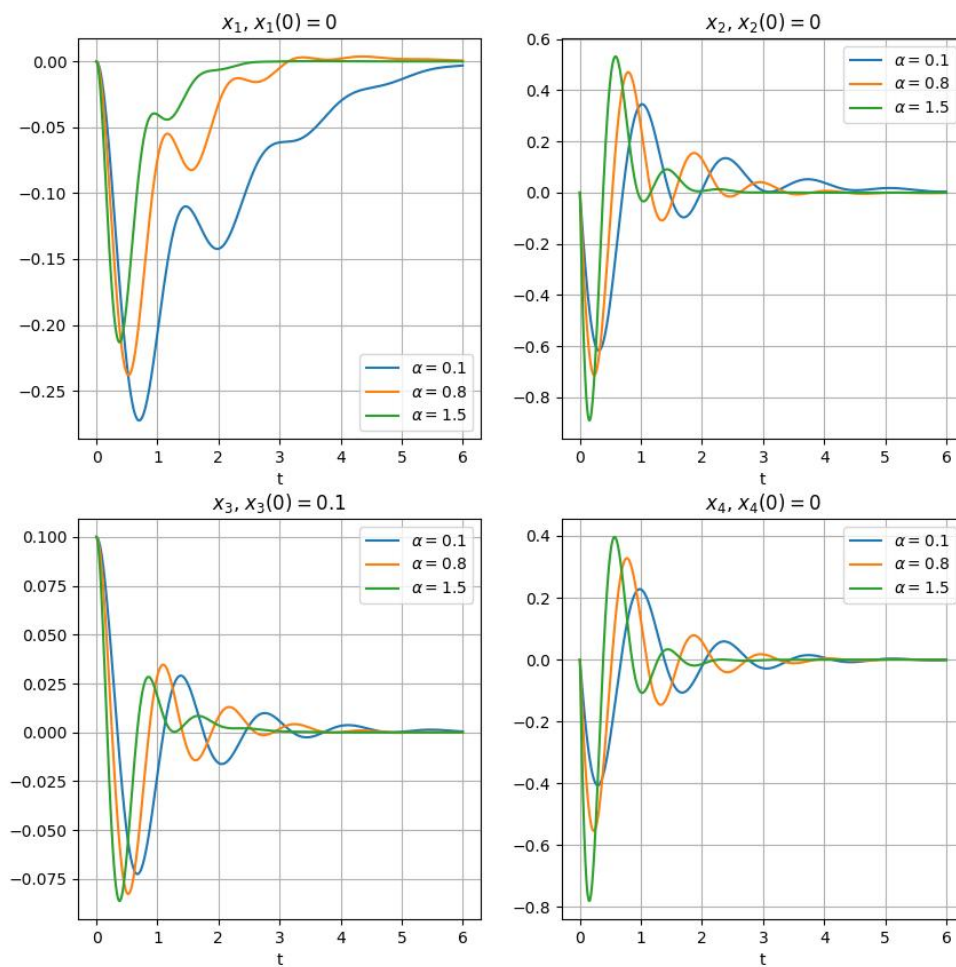 x₁, x₁(0) = 0
0.00
−0.05
−0.10
−0.15
−0.20
−0.25
α = 0.1
α = 0.8
α = 1.5
0 1 2 3 4 5 6
t
x₂, x₂(0) = 0
0.6
0.4
0.2
0.0
−0.2
−0.4
−0.6
−0.8
α = 0.1
α = 0.8
α = 1.5
0 1 2 3 4 5 6
t
x₃, x₃(0) = 0.1
0.100
0.075
0.050
0.025
0.000
−0.025
−0.050
−0.075
α = 0.1
α = 0.8
α = 1.5
0 1 2 3 4 5 6
t
x₄, x₄(0) = 0
0.4
0.2
0.0
−0.2
−0.4
−0.6
−0.8
α = 0.1
α = 0.8
α = 1.5
0 1 2 3 4 5 6
t